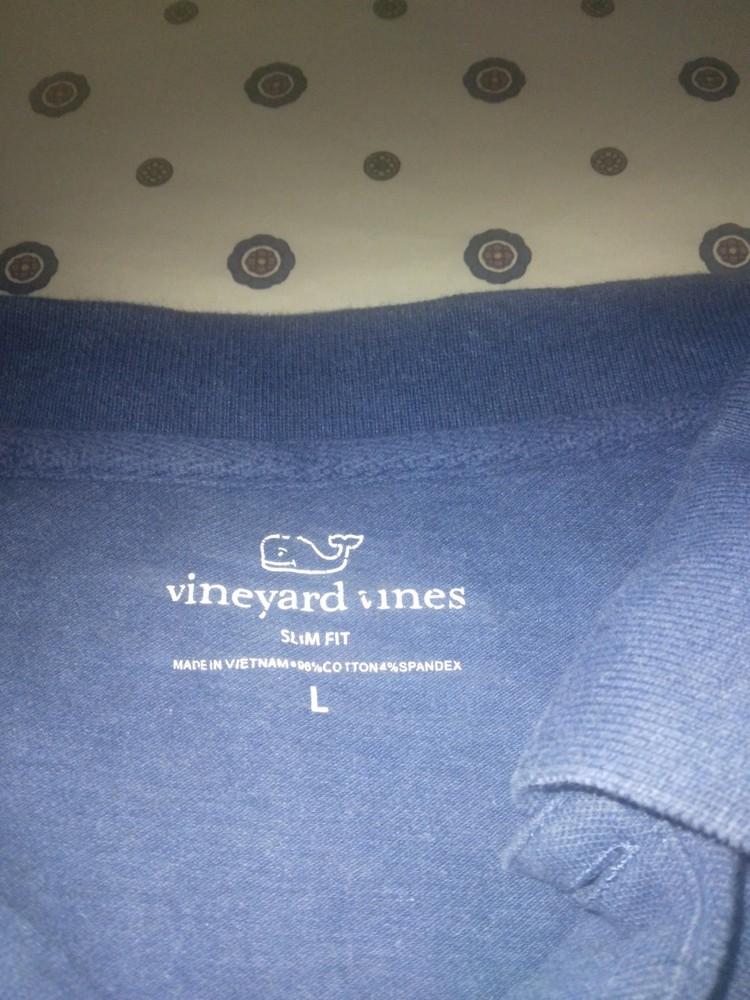 vineyard vines
SLIM FIT
MADE IN VIETNAM•96%COTTON4%SPANDEX
L